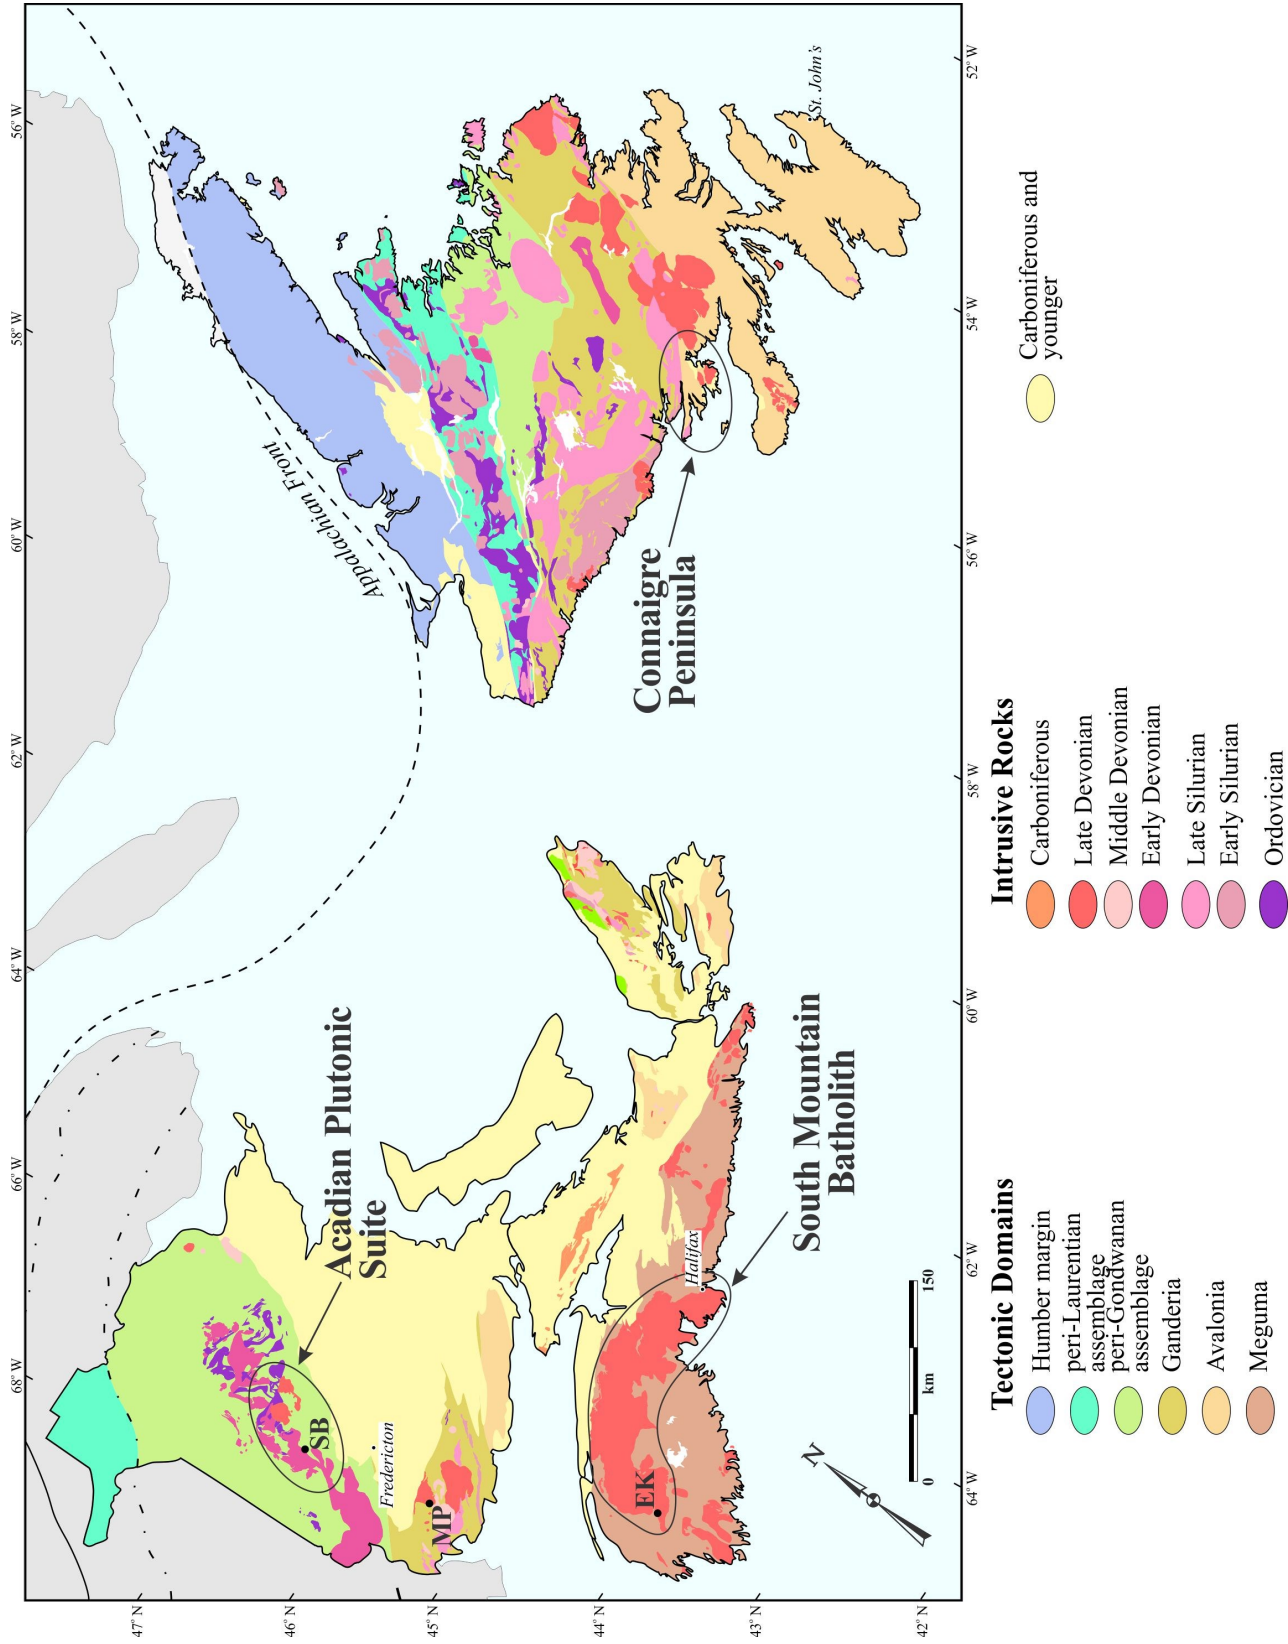 56° W
58° W
60° W
62° W
64° W
66° W
68° W
52° W
54° W
56° W
58° W
60° W
62° W
64° W
47° N
46° N
45° N
44° N
43° N
42° N
Appalachian Front
St. John's
Connaigre
Peninsula
Acadian Plutonic
Suite
South Mountain
Batholith
SB
MP
EK
Fredericton
Halifax
N
0
km
150
Tectonic Domains
Humber margin
peri-Laurentian
assemblage
peri-Gondwanan
assemblage
Ganderia
Avalonia
Meguma
Intrusive Rocks
Carboniferous
Late Devonian
Middle Devonian
Early Devonian
Late Silurian
Early Silurian
Ordovician
Carboniferous and
younger